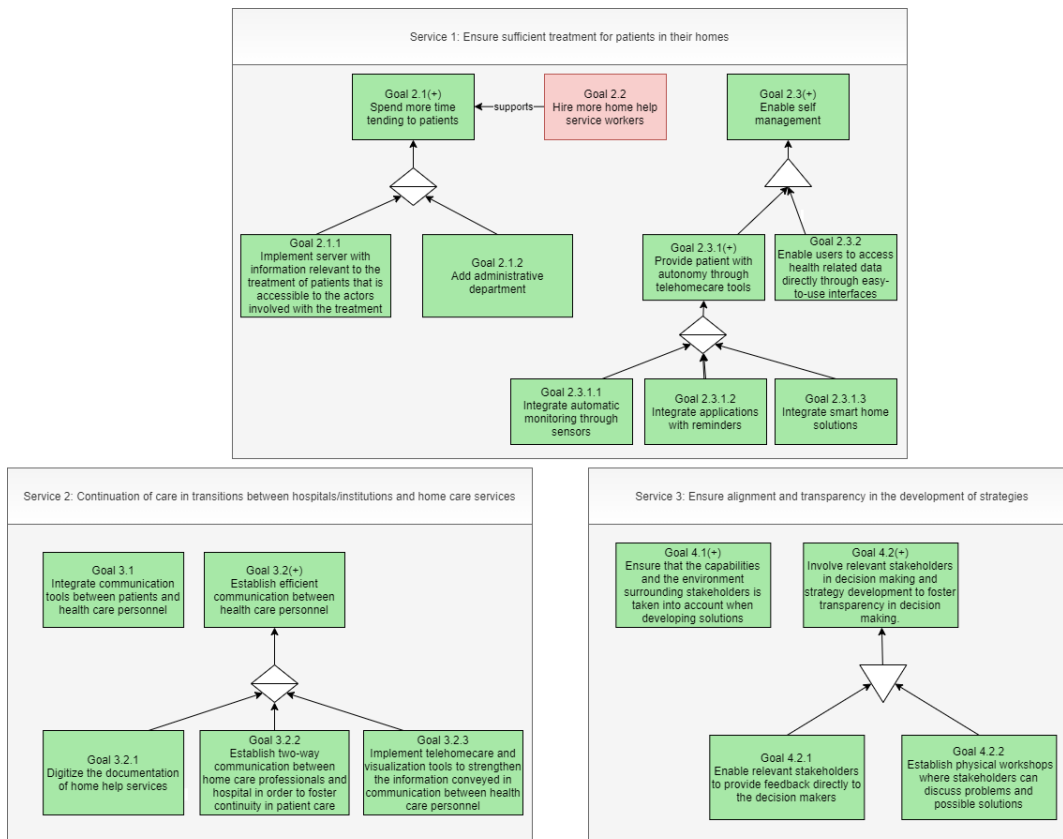 Service 1: Ensure sufficient treatment for patients in their homes
Goal 2.1(+)
Spend more time
tending to patients
supports
Goal 2.2
Hire more home help
service workers
Goal 2.3(+)
Enable self
management
Goal 2.1.1
Implement server with
information relevant to the
treatment of patients that is
accessible to the actors
involved with the treatment
Goal 2.1.2
Add administrative
department
Goal 2.3.1(+)
Provide patient with
autonomy through
telehomecare tools
Goal 2.3.2
Enable users to access
health related data
directly through easy-
to-use interfaces
Goal 2.3.1.1
Integrate automatic
monitoring through
sensors
Goal 2.3.1.2
Integrate applications
with reminders
Goal 2.3.1.3
Integrate smart home
solutions
Service 2: Continuation of care in transitions between hospitals/institutions and home care services
Goal 3.1
Integrate communication
tools between patients and
health care personnel
Goal 3.2(+)
Establish efficient
communication between
health care personnel
Goal 3.2.1
Digitize the documentation
of home help services
Goal 3.2.2
Establish two-way
communication between
home care professionals and
hospital in order to foster
continuity in patient care
Goal 3.2.3
Implement telehomecare and
visualization tools to strengthen
the information conveyed in
communication between health
care personnel
Service 3: Ensure alignment and transparency in the development of strategies
Goal 4.1(+)
Ensure that the capabilities
and the environment
surrounding stakeholders is
taken into account when
developing solutions
Goal 4.2(+)
Involve relevant stakeholders
in decision making and
strategy development to foster
transparency in decision
making.
Goal 4.2.1
Enable relevant stakeholders
to provide feedback directly to
the decision makers
Goal 4.2.2
Establish physical workshops
where stakeholders can
discuss problems and
possible solutions